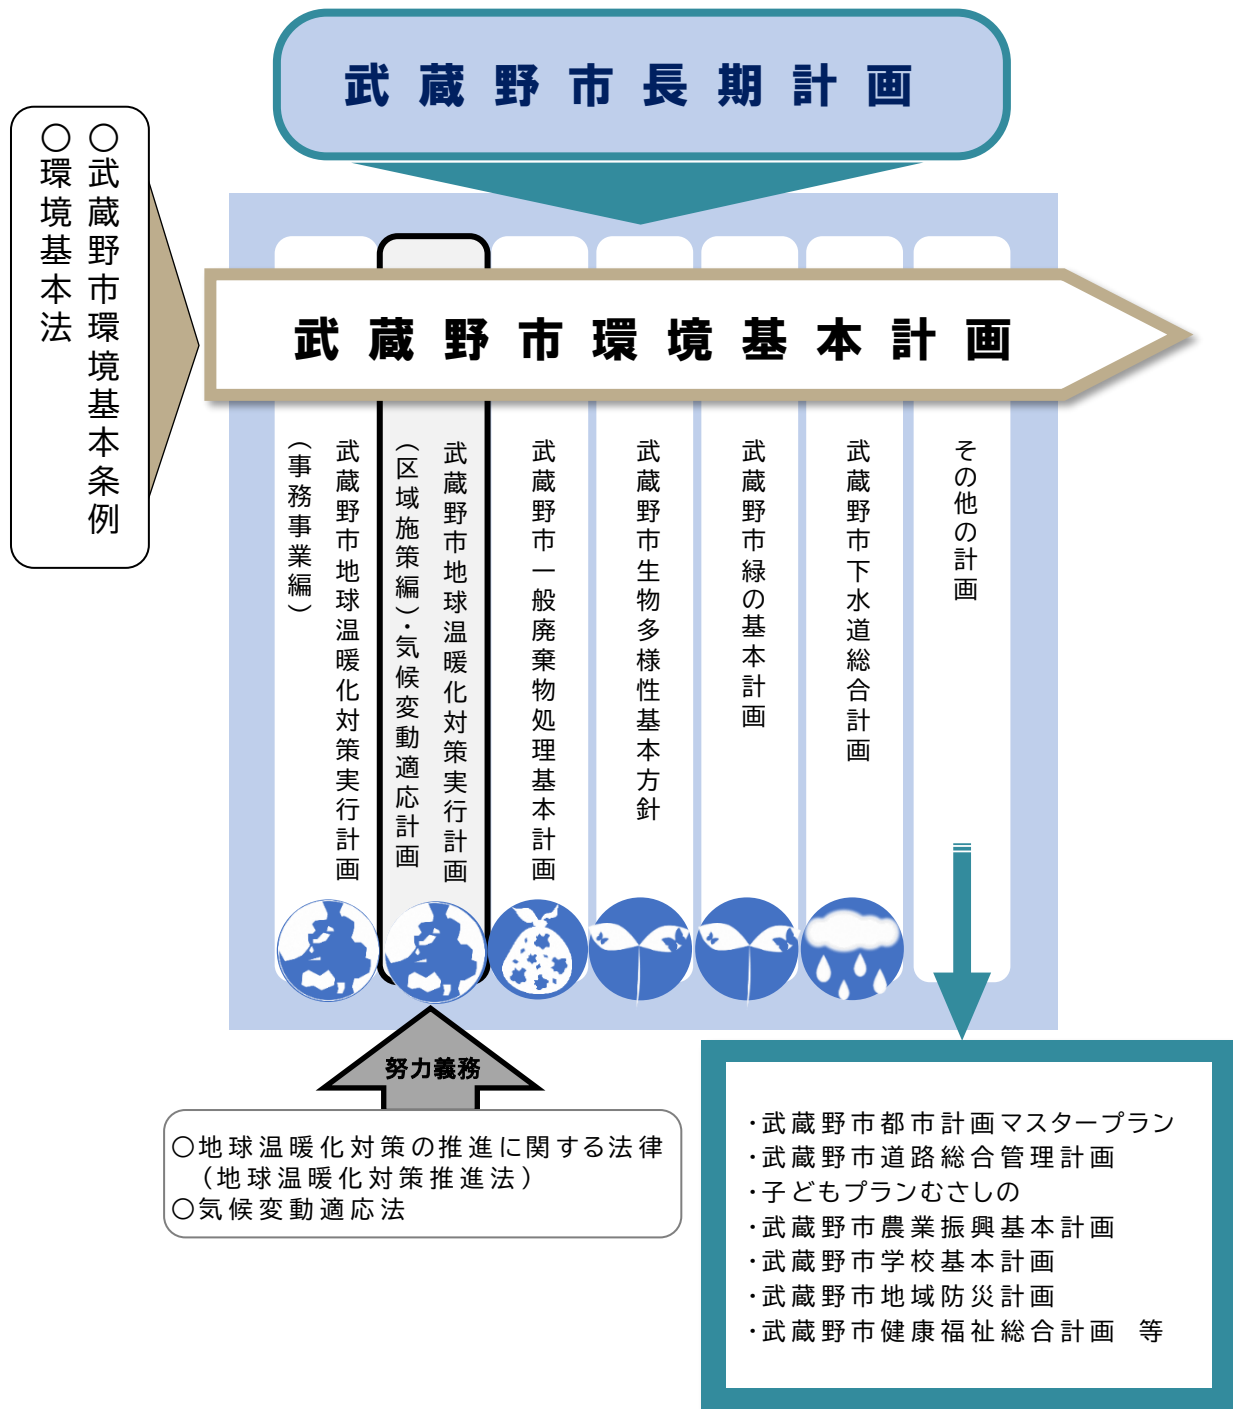 武蔵野市長期計画
〇武蔵野市環境基本条例
〇環境基本法
武蔵野市環境基本計画
武蔵野市地球温暖化対策実行計画
（事務事業編）
武蔵野市地球温暖化対策実行計画
（区域施策編）・気候変動適応計画
武蔵野市一般廃棄物処理基本計画
武蔵野市生物多様性基本方針
武蔵野市緑の基本計画
武蔵野市下水道総合計画
その他の計画
努力義務
〇地球温暖化対策の推進に関する法律
（地球温暖化対策推進法）
〇気候変動適応法
・武蔵野市都市計画マスタープラン
・武蔵野市道路総合管理計画
・子どもプランむさしの
・武蔵野市農業振興基本計画
・武蔵野市学校基本計画
・武蔵野市地域防災計画
・武蔵野市健康福祉総合計画　等